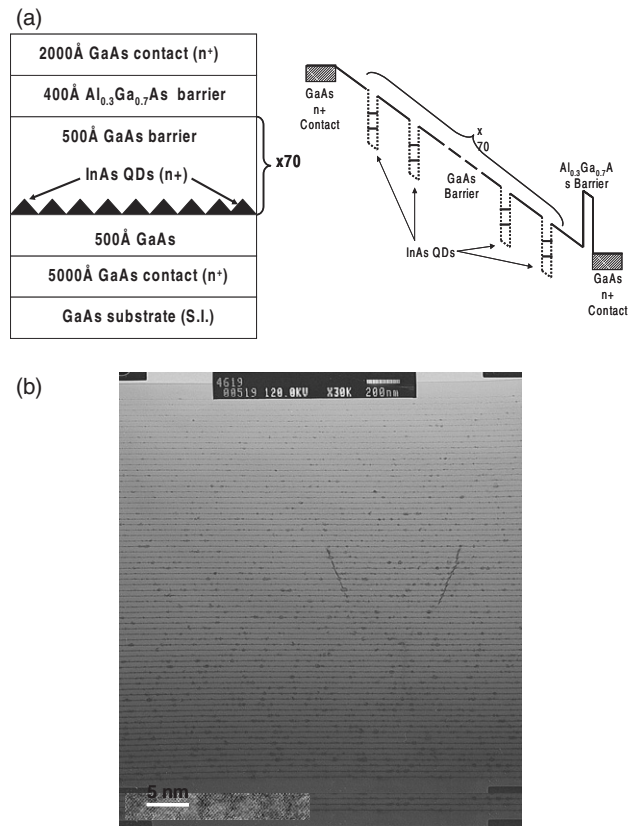 (a)
2000Å GaAs contact (n⁺)
400Å Al₀.₃Ga₀.₇As barrier
500Å GaAs barrier
InAs QDs (n+)
x70
500Å GaAs
5000Å GaAs contact (n⁺)
GaAs substrate (S.I.)
GaAs
n+
Contact
x
70
GaAs
Barrier
InAs QDs
Al₀.₃Ga₀.₇A
s Barrier
GaAs
n+
Contact
(b)
4619
00519 120.0KV X30K 200nm
5 nm